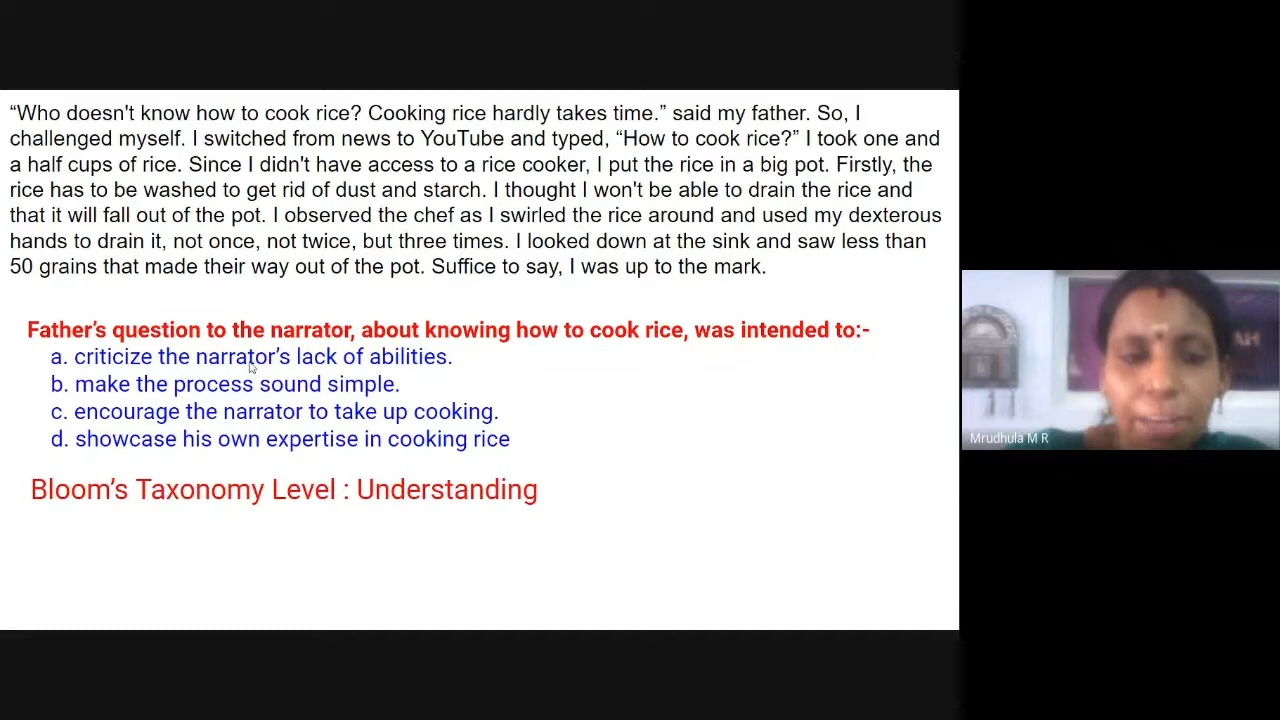 “Who doesn't know how to cook rice? Cooking rice hardly takes time.” said my father. So, I
challenged myself. I switched from news to YouTube and typed, “How to cook rice?” I took one and
a half cups of rice. Since I didn't have access to a rice cooker, I put the rice in a big pot. Firstly, the
rice has to be washed to get rid of dust and starch. I thought I won't be able to drain the rice and
that it will fall out of the pot. I observed the chef as I swirled the rice around and used my dexterous
hands to drain it, not once, not twice, but three times. I looked down at the sink and saw less than
50 grains that made their way out of the pot. Suffice to say, I was up to the mark.
Father’s question to the narrator, about knowing how to cook rice, was intended to:-
a. criticize the narrator’s lack of abilities.
b. make the process sound simple.
c. encourage the narrator to take up cooking.
d. showcase his own expertise in cooking rice
Bloom’s Taxonomy Level : Understanding
Mrudhula M R